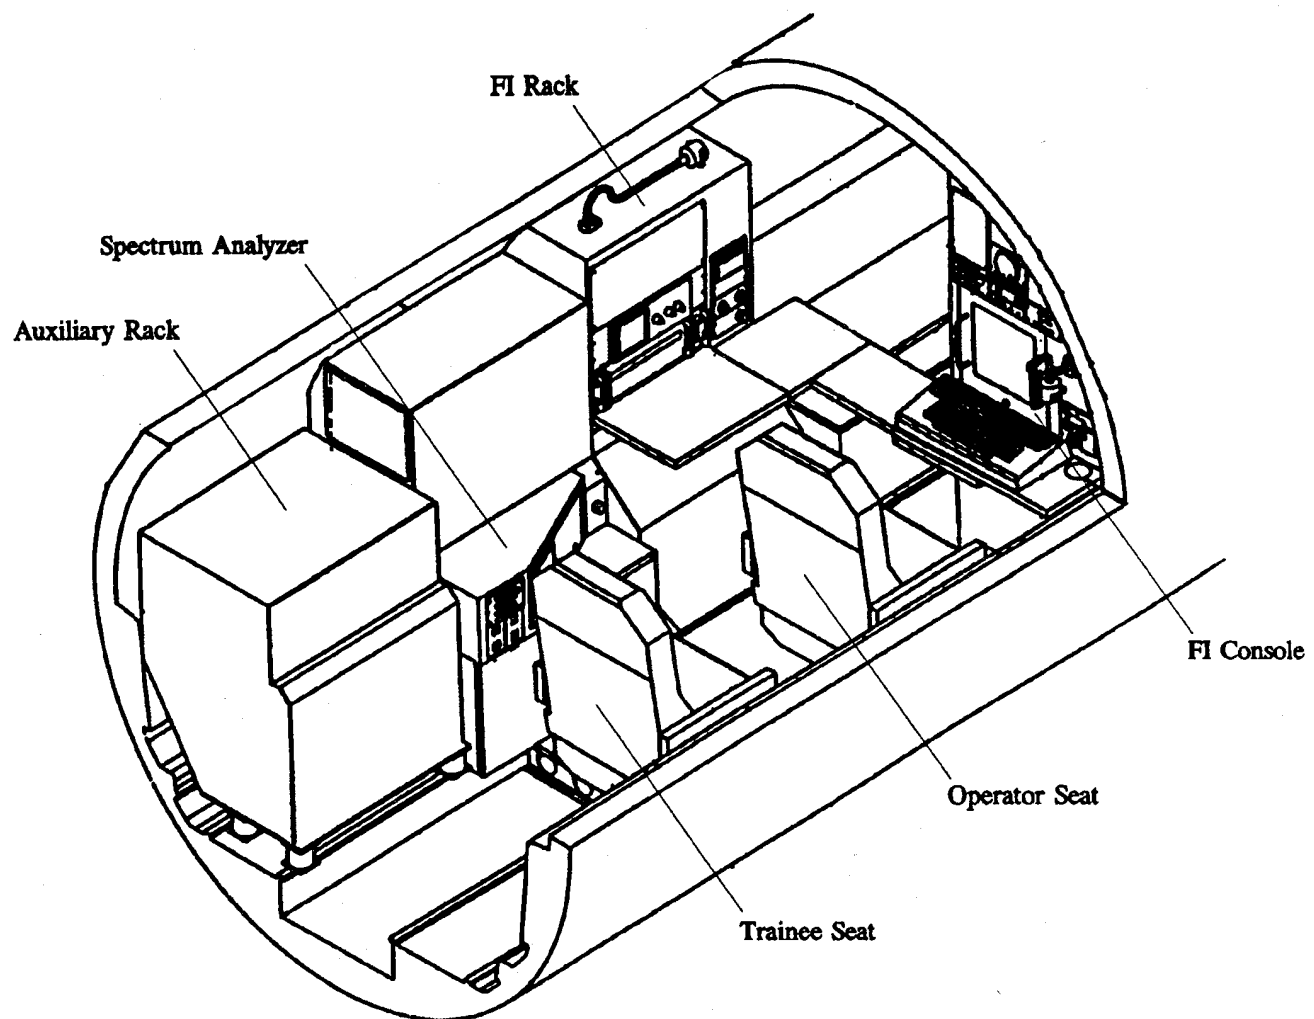 FI Rack
Spectrum Analyzer
Auxiliary Rack
FI Console
Operator Seat
Trainee Seat